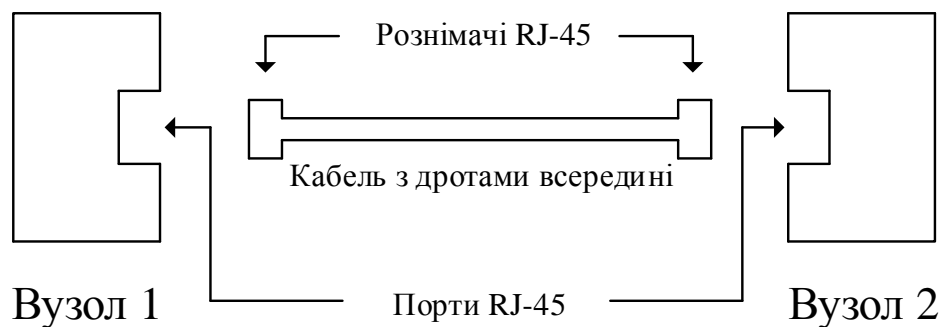 Рознімачі RJ-45
Кабель з дротами всередині
Вузол 1
Порти RJ-45
Вузол 2